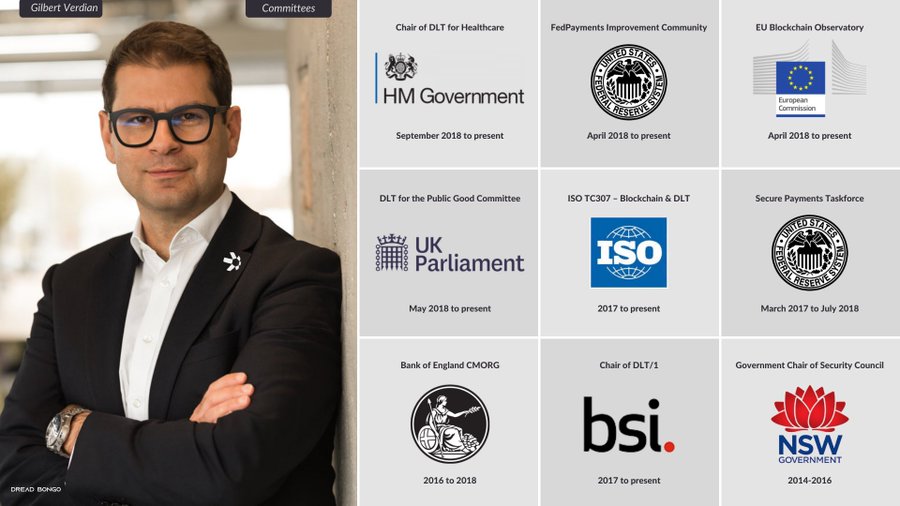 Gilbert Verdian
Committees
Chair of DLT for Healthcare
HM Government
September 2018 to present
FedPayments Improvement Community
UNITED STATES
FEDERAL RESERVE SYSTEM
April 2018 to present
EU Blockchain Observatory
European
Commission
April 2018 to present
DLT for the Public Good Committee
UK
Parliament
May 2018 to present
ISO TC307 – Blockchain & DLT
ISO
2017 to present
Secure Payments Taskforce
UNITED STATES
FEDERAL RESERVE SYSTEM
March 2017 to July 2018
Bank of England CMORG
2016 to 2018
Chair of DLT/1
bsi.
2017 to present
Government Chair of Security Council
NSW
GOVERNMENT
2014-2016
DREAD BONGO